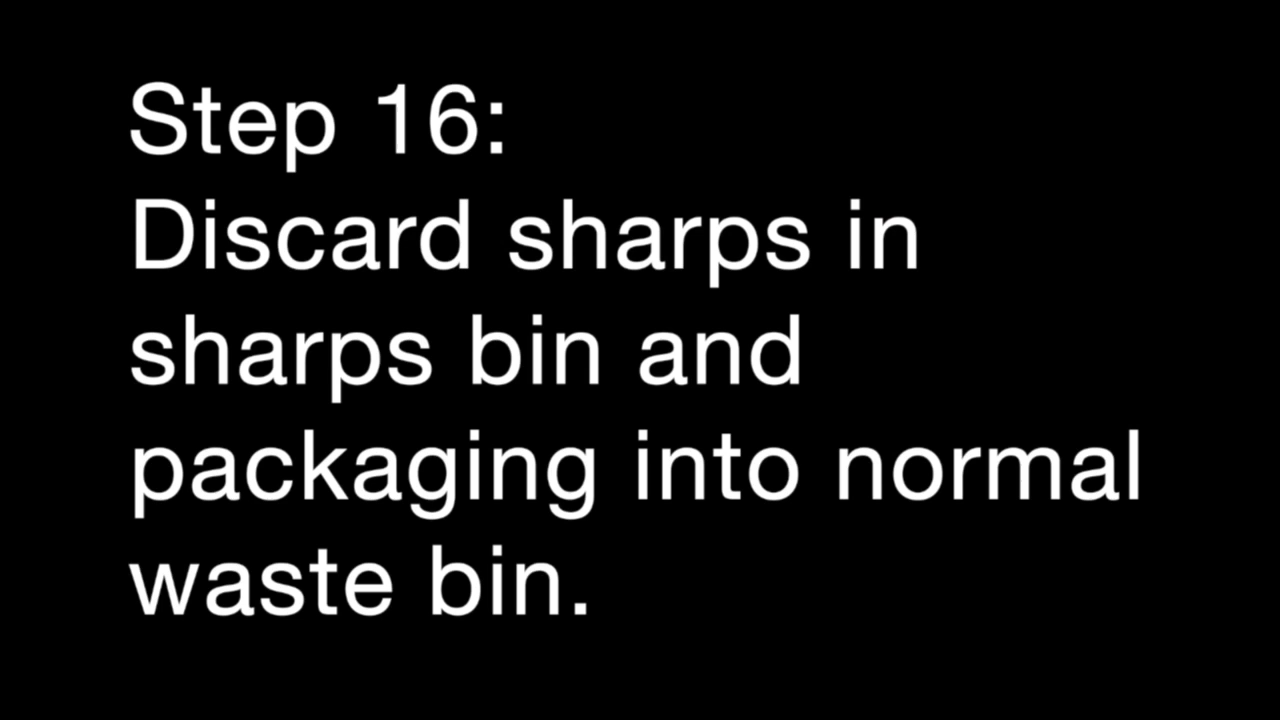 Step 16:
Discard sharps in
sharps bin and
packaging into normal
waste bin.